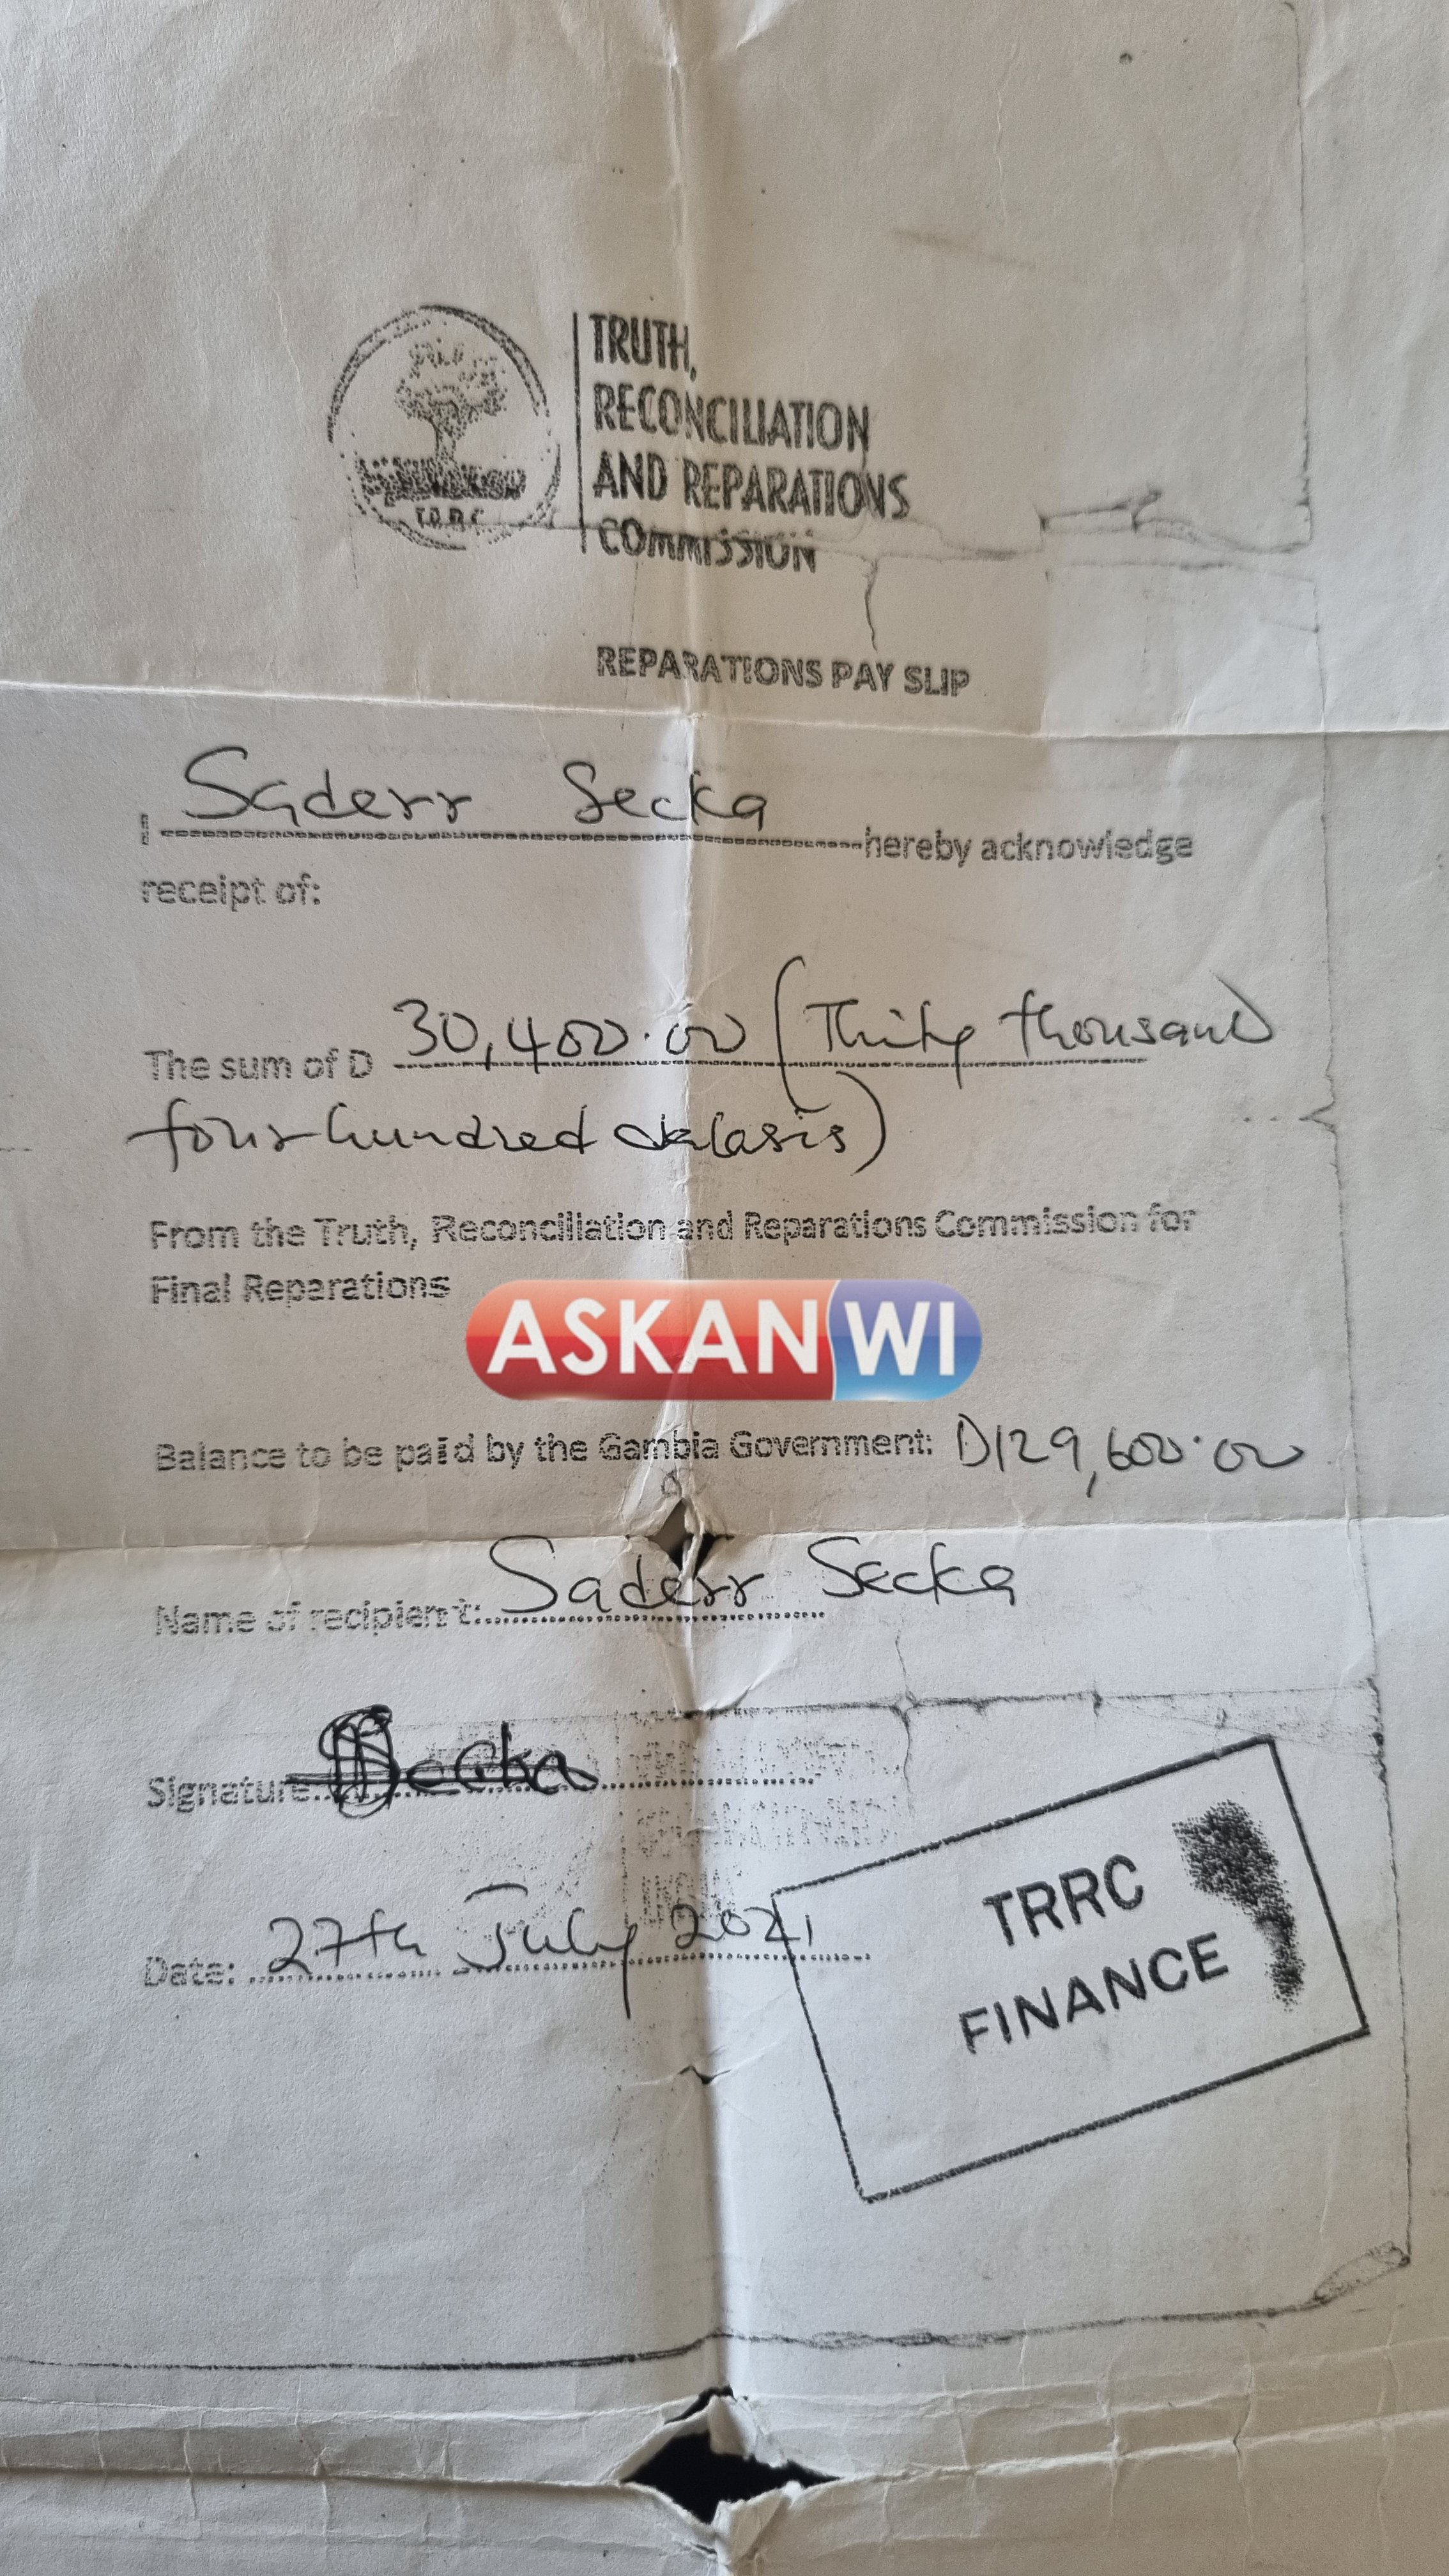 TRUTH,
RECONCILIATION
AND REPARATIONS
COMMISSION
REPARATIONS PAY SLIP
I Saderr Secka hereby acknowledge
receipt of:
The sum of D 30,400.00 (Thirty thousand
four hundred dalasis)
From the Truth, Reconciliation and Reparations Commission for
Final Reparations
ASKANWI
Balance to be paid by the Gambia Government: D129,600.00
Name of recipient: Saderr Secka
Signature Secka
Date: 27th July 2021
TRRC
FINANCE